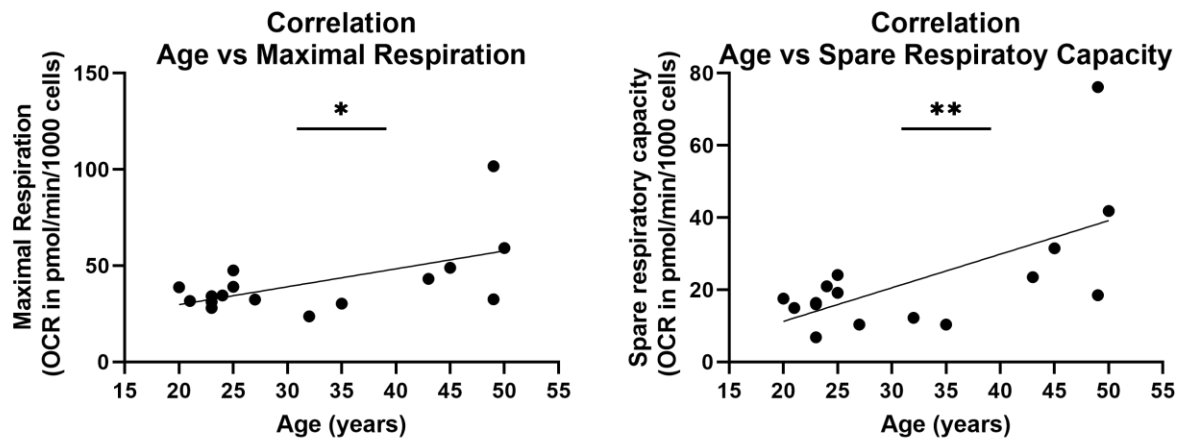 Correlation
Age vs Maximal Respiration
Maximal Respiration
(OCR in pmol/min/1000 cells)
150
100
50
0
*
15 20 25 30 35 40 45 50 55
Age (years)
Correlation
Age vs Spare Respiratoy Capacity
Spare respiratory capacity
(OCR in pmol/min/1000 cells)
80
60
40
20
0
**
15 20 25 30 35 40 45 50 55
Age (years)